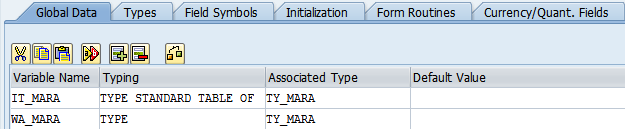 Global Data Types Field Symbols Initialization Form Routines Currency/Quant. Fields
Variable Name Typing Associated Type Default Value
IT_MARA TYPE STANDARD TABLE OF TY_MARA
WA_MARA TYPE TY_MARA